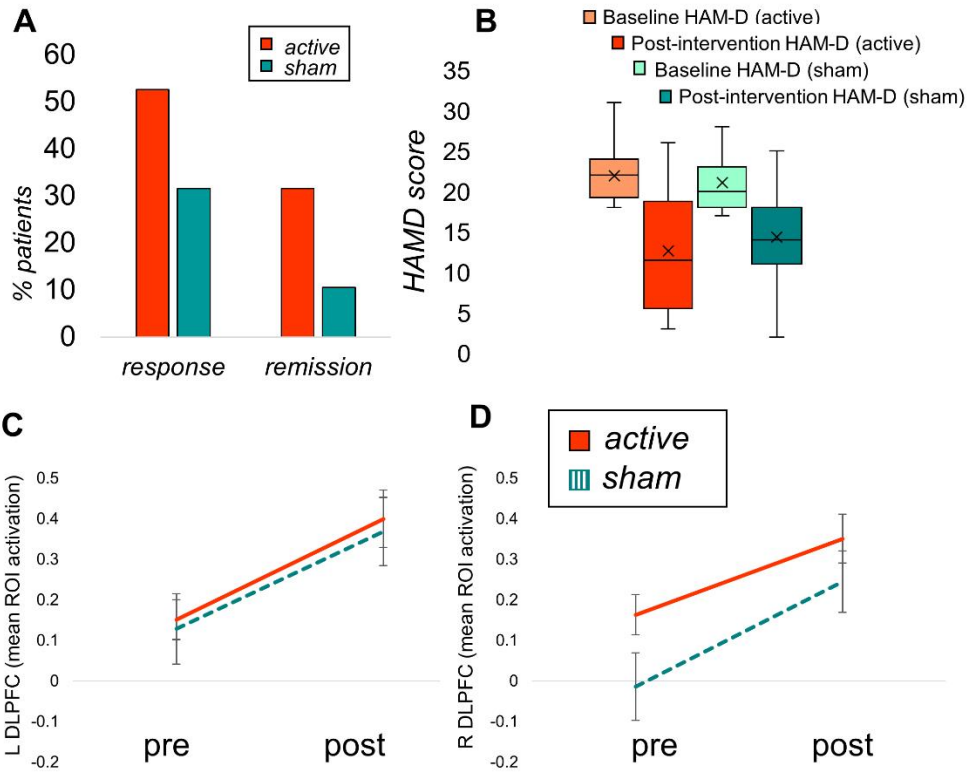 A
60
50
40
30
20
10
0
% patients
active
sham
response
remission
B
Baseline HAM-D (active)
Post-intervention HAM-D (active)
Baseline HAM-D (sham)
Post-intervention HAM-D (sham)
35
30
25
20
15
10
5
0
HAMD score
C
0.5
0.4
0.3
0.2
0.1
0
-0.1
-0.2
L DLPFC (mean ROI activation)
pre
post
D
active
sham
0.5
0.4
0.3
0.2
0.1
0
-0.1
-0.2
R DLPFC (mean ROI activation)
pre
post